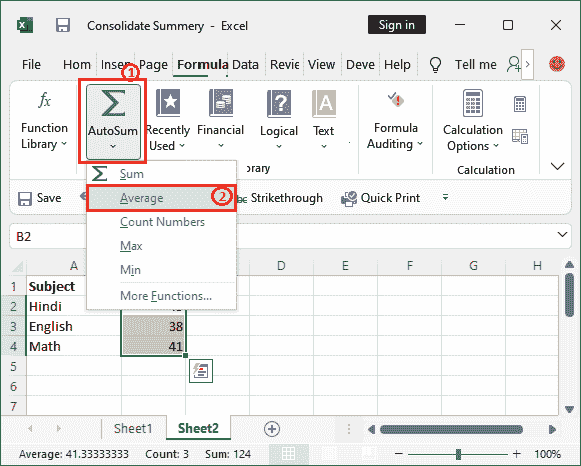 Consolidate Summery - Excel
Sign in
File Hom Inser Page Formula Data Revie View Deve Help Tell me
1
fx Σ A
Function AutoSum Recently Financial Logical Text Formula Calculation
Library Used Auditing Options
Calculation
Σ Sum
Average 2
Count Numbers
Max
Min
More Functions...
Save Strikethrough Quick Print
B2
A D E F G H
1 Subject
2 Hindi
3 English 38
4 Math 41
5
6
7
Sheet1 Sheet2
Average: 41.33333333 Count: 3 Sum: 124 100%